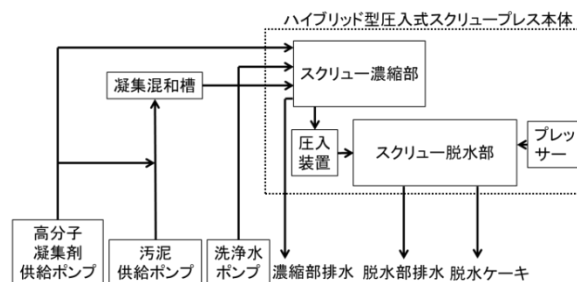 ハイブリッド型圧入式スクリュープレス本体
スクリュー濃縮部
凝集混和槽
圧入
装置
スクリュー脱水部
プレッ
サー
高分子
凝集剤
供給ポンプ
汚泥
供給ポンプ
洗浄水
ポンプ
濃縮部排水
脱水部排水
脱水ケーキ